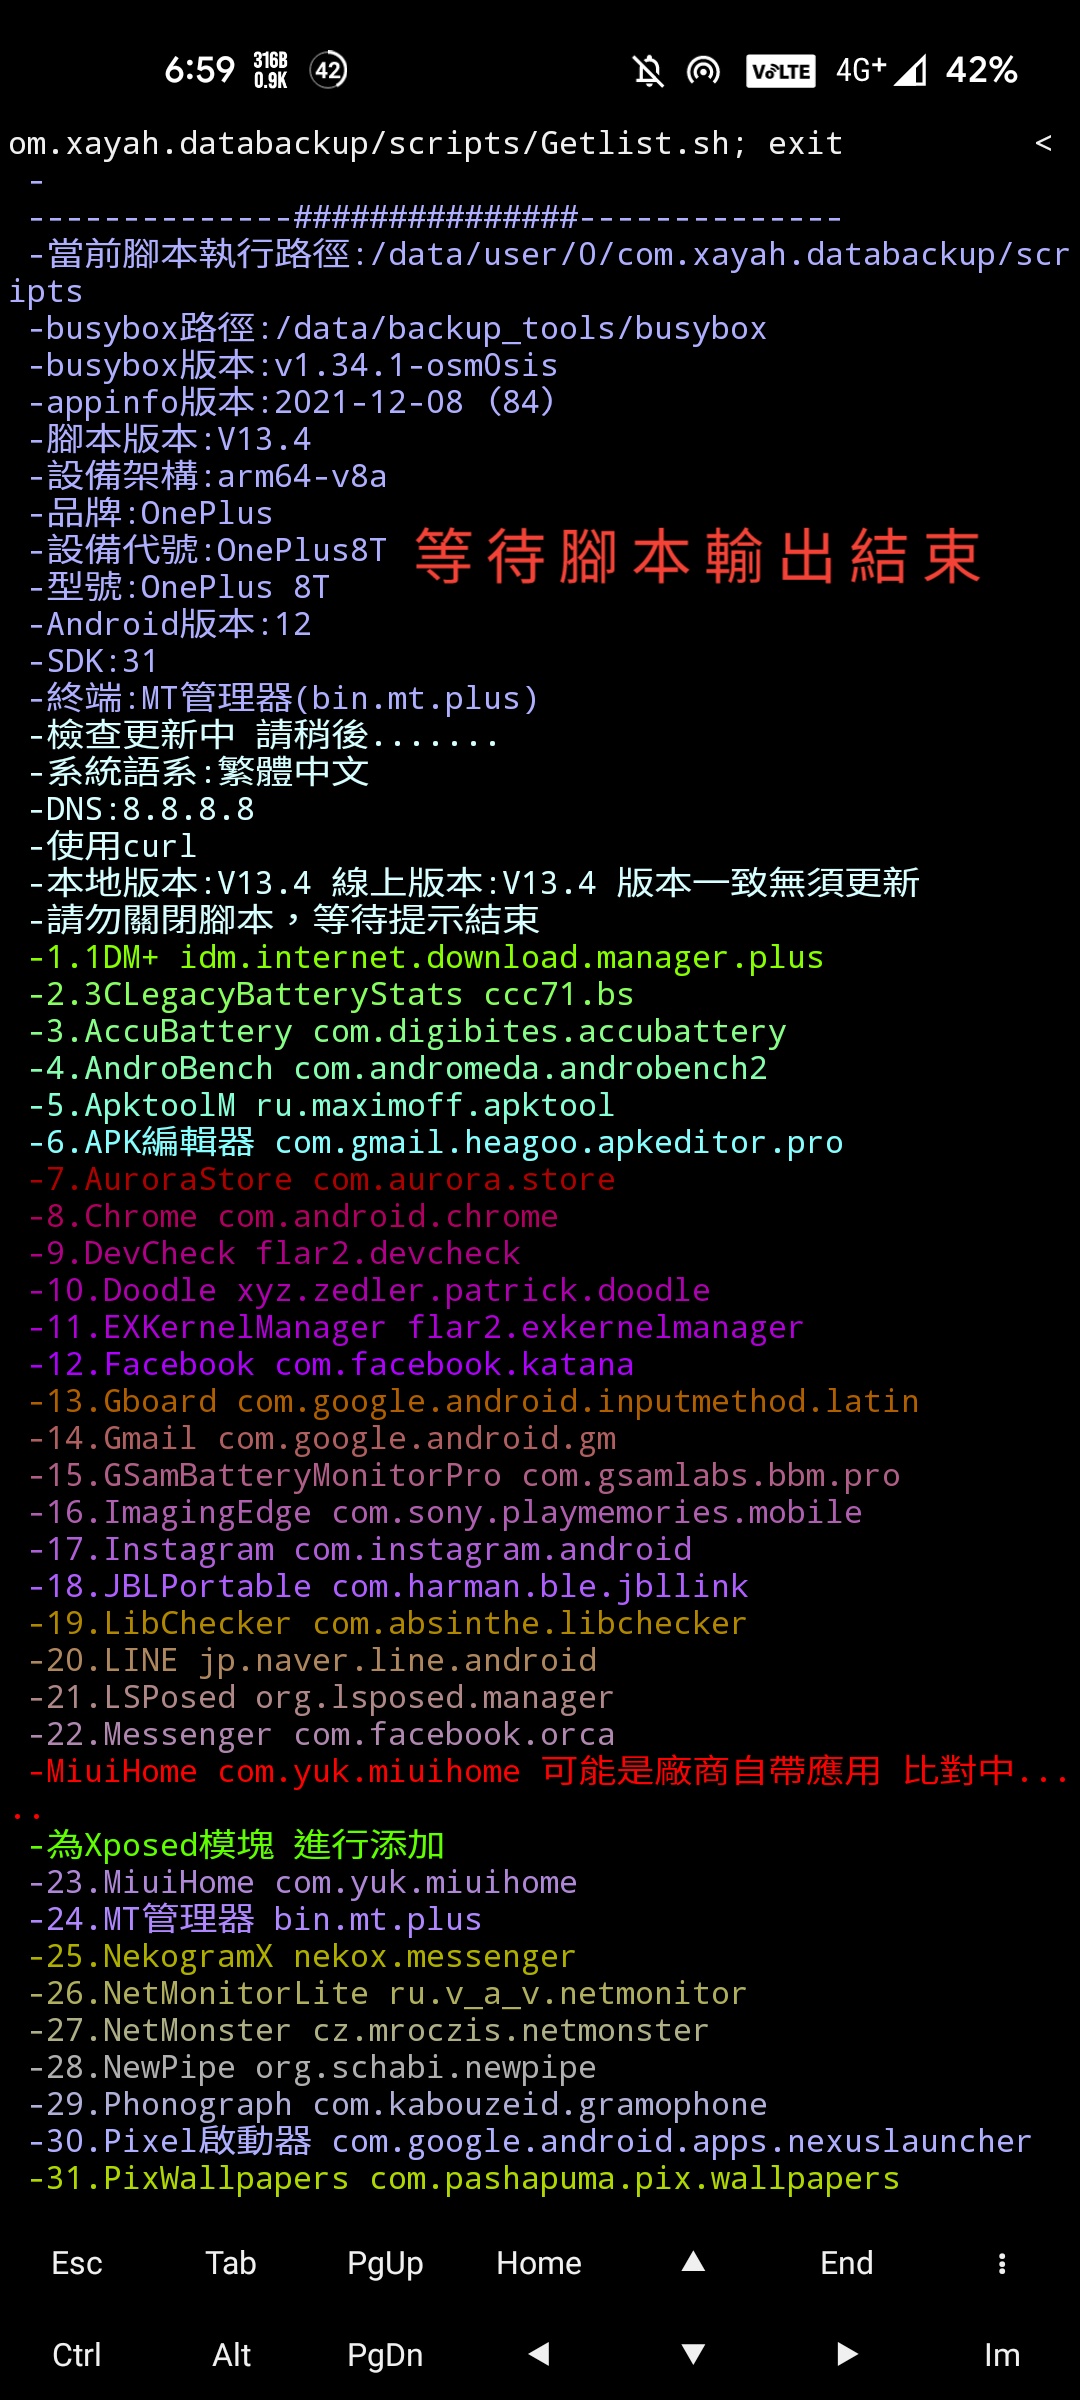 6:59 316B 0.9K 42 VoLTE 4G+ 42%
om.xayah.databackup/scripts/Getlist.sh; exit <
-
--------------###############--------------
-當前腳本執行路徑:/data/user/0/com.xayah.databackup/scr
ipts
-busybox路徑:/data/backup_tools/busybox
-busybox版本:v1.34.1-osm0sis
-appinfo版本:2021-12-08 (84)
-腳本版本:V13.4
-設備架構:arm64-v8a
-品牌:OnePlus
-設備代號:OnePlus8T
等待腳本輸出結束
-型號:OnePlus 8T
-Android版本:12
-SDK:31
-終端:MT管理器(bin.mt.plus)
-檢查更新中 請稍後.......
-系統語系:繁體中文
-DNS:8.8.8.8
-使用curl
-本地版本:V13.4 線上版本:V13.4 版本一致無須更新
-請勿關閉腳本，等待提示結束
-1.1DM+ idm.internet.download.manager.plus
-2.3CLegacyBatteryStats ccc71.bs
-3.AccuBattery com.digibites.accubattery
-4.AndroBench com.andromeda.androbench2
-5.ApktoolM ru.maximoff.apktool
-6.APK編輯器 com.gmail.heagoo.apkeditor.pro
-7.AuroraStore com.aurora.store
-8.Chrome com.android.chrome
-9.DevCheck flar2.devcheck
-10.Doodle xyz.zedler.patrick.doodle
-11.EXKernelManager flar2.exkernelmanager
-12.Facebook com.facebook.katana
-13.Gboard com.google.android.inputmethod.latin
-14.Gmail com.google.android.gm
-15.GSamBatteryMonitorPro com.gsamlabs.bbm.pro
-16.ImagingEdge com.sony.playmemories.mobile
-17.Instagram com.instagram.android
-18.JBLPortable com.harman.ble.jbllink
-19.LibChecker com.absinthe.libchecker
-20.LINE jp.naver.line.android
-21.LSPosed org.lsposed.manager
-22.Messenger com.facebook.orca
-MiuiHome com.yuk.miuihome 可能是廠商自帶應用 比對中...
..
-為Xposed模塊 進行添加
-23.MiuiHome com.yuk.miuihome
-24.MT管理器 bin.mt.plus
-25.NekogramX nekox.messenger
-26.NetMonitorLite ru.v_a_v.netmonitor
-27.NetMonster cz.mroczis.netmonster
-28.NewPipe org.schabi.newpipe
-29.Phonograph com.kabouzeid.gramophone
-30.Pixel啟動器 com.google.android.apps.nexuslauncher
-31.PixWallpapers com.pashapuma.pix.wallpapers
Esc Tab PgUp Home ▲ End ⋮
Ctrl Alt PgDn ◀ ▼ ▶ Im